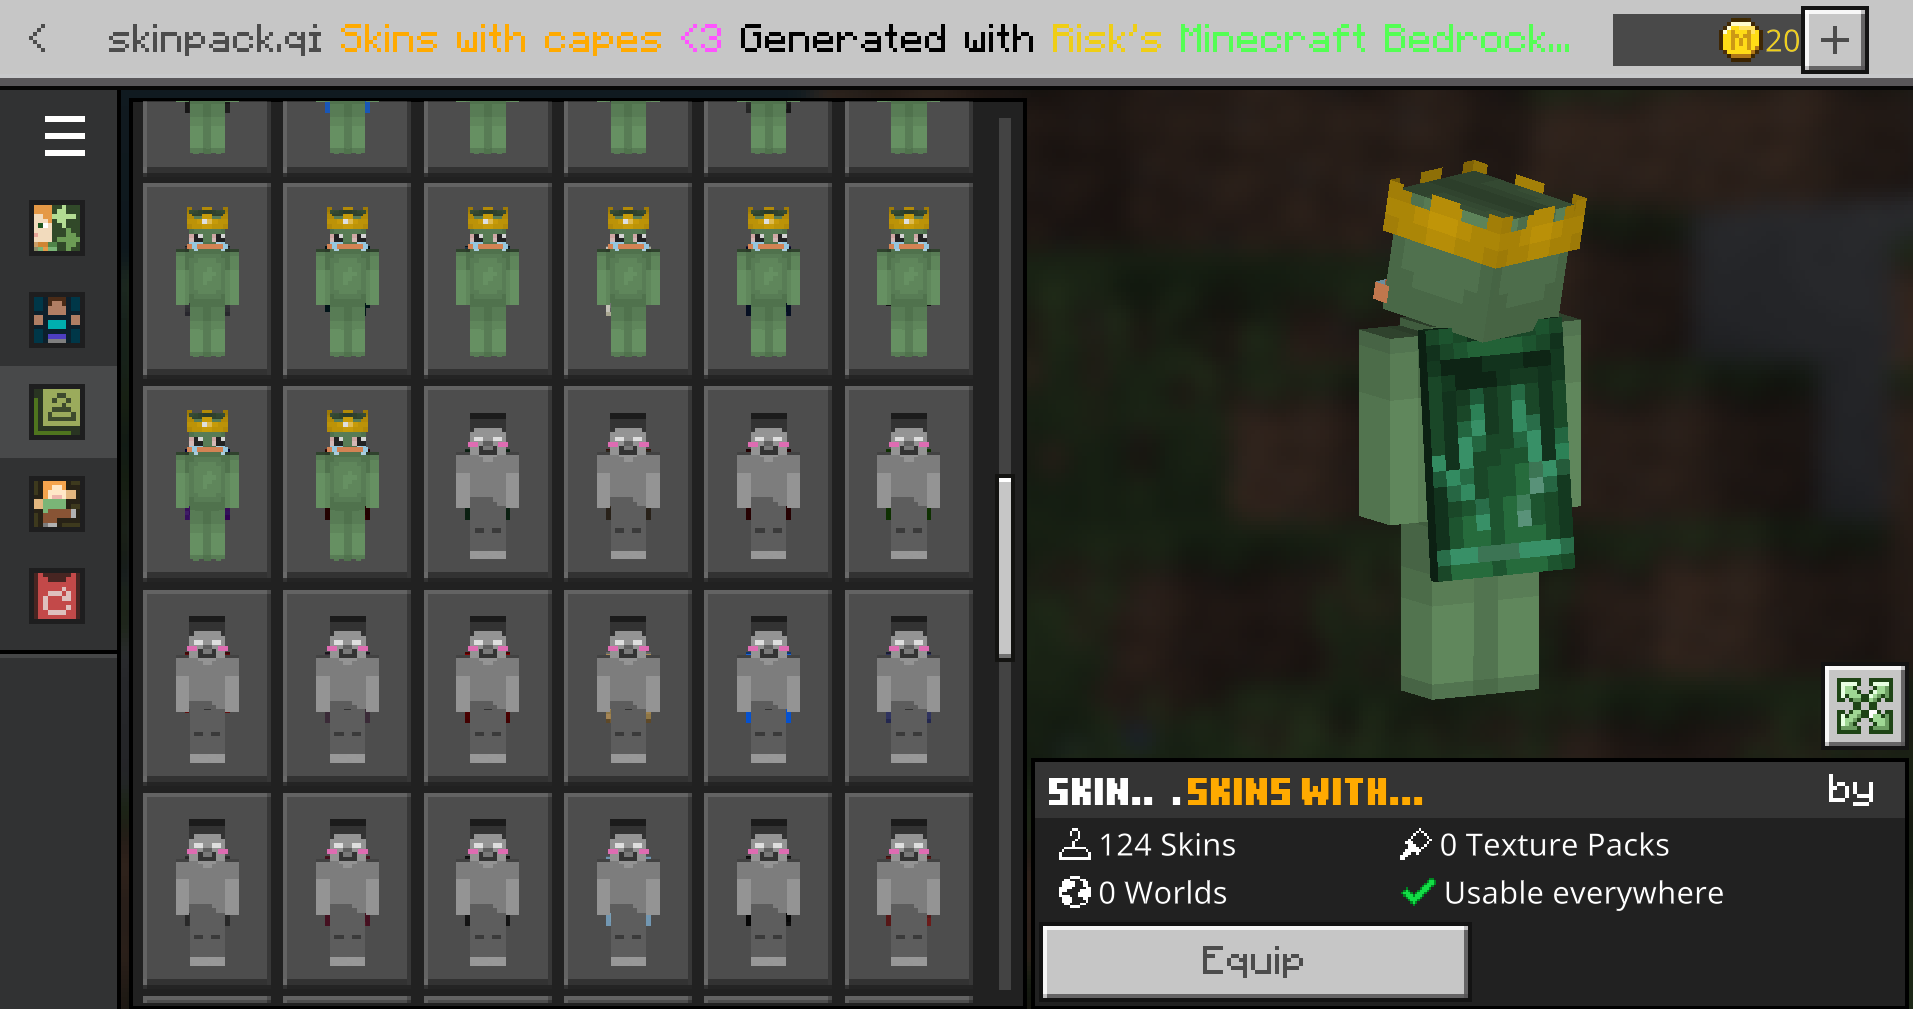 skinpack.qi Skins with capes <3 Generated with Risk's Minecraft Bedrock...
20
SKIN.. .SKINS WITH...
by
124 Skins
0 Texture Packs
0 Worlds
Usable everywhere
Equip